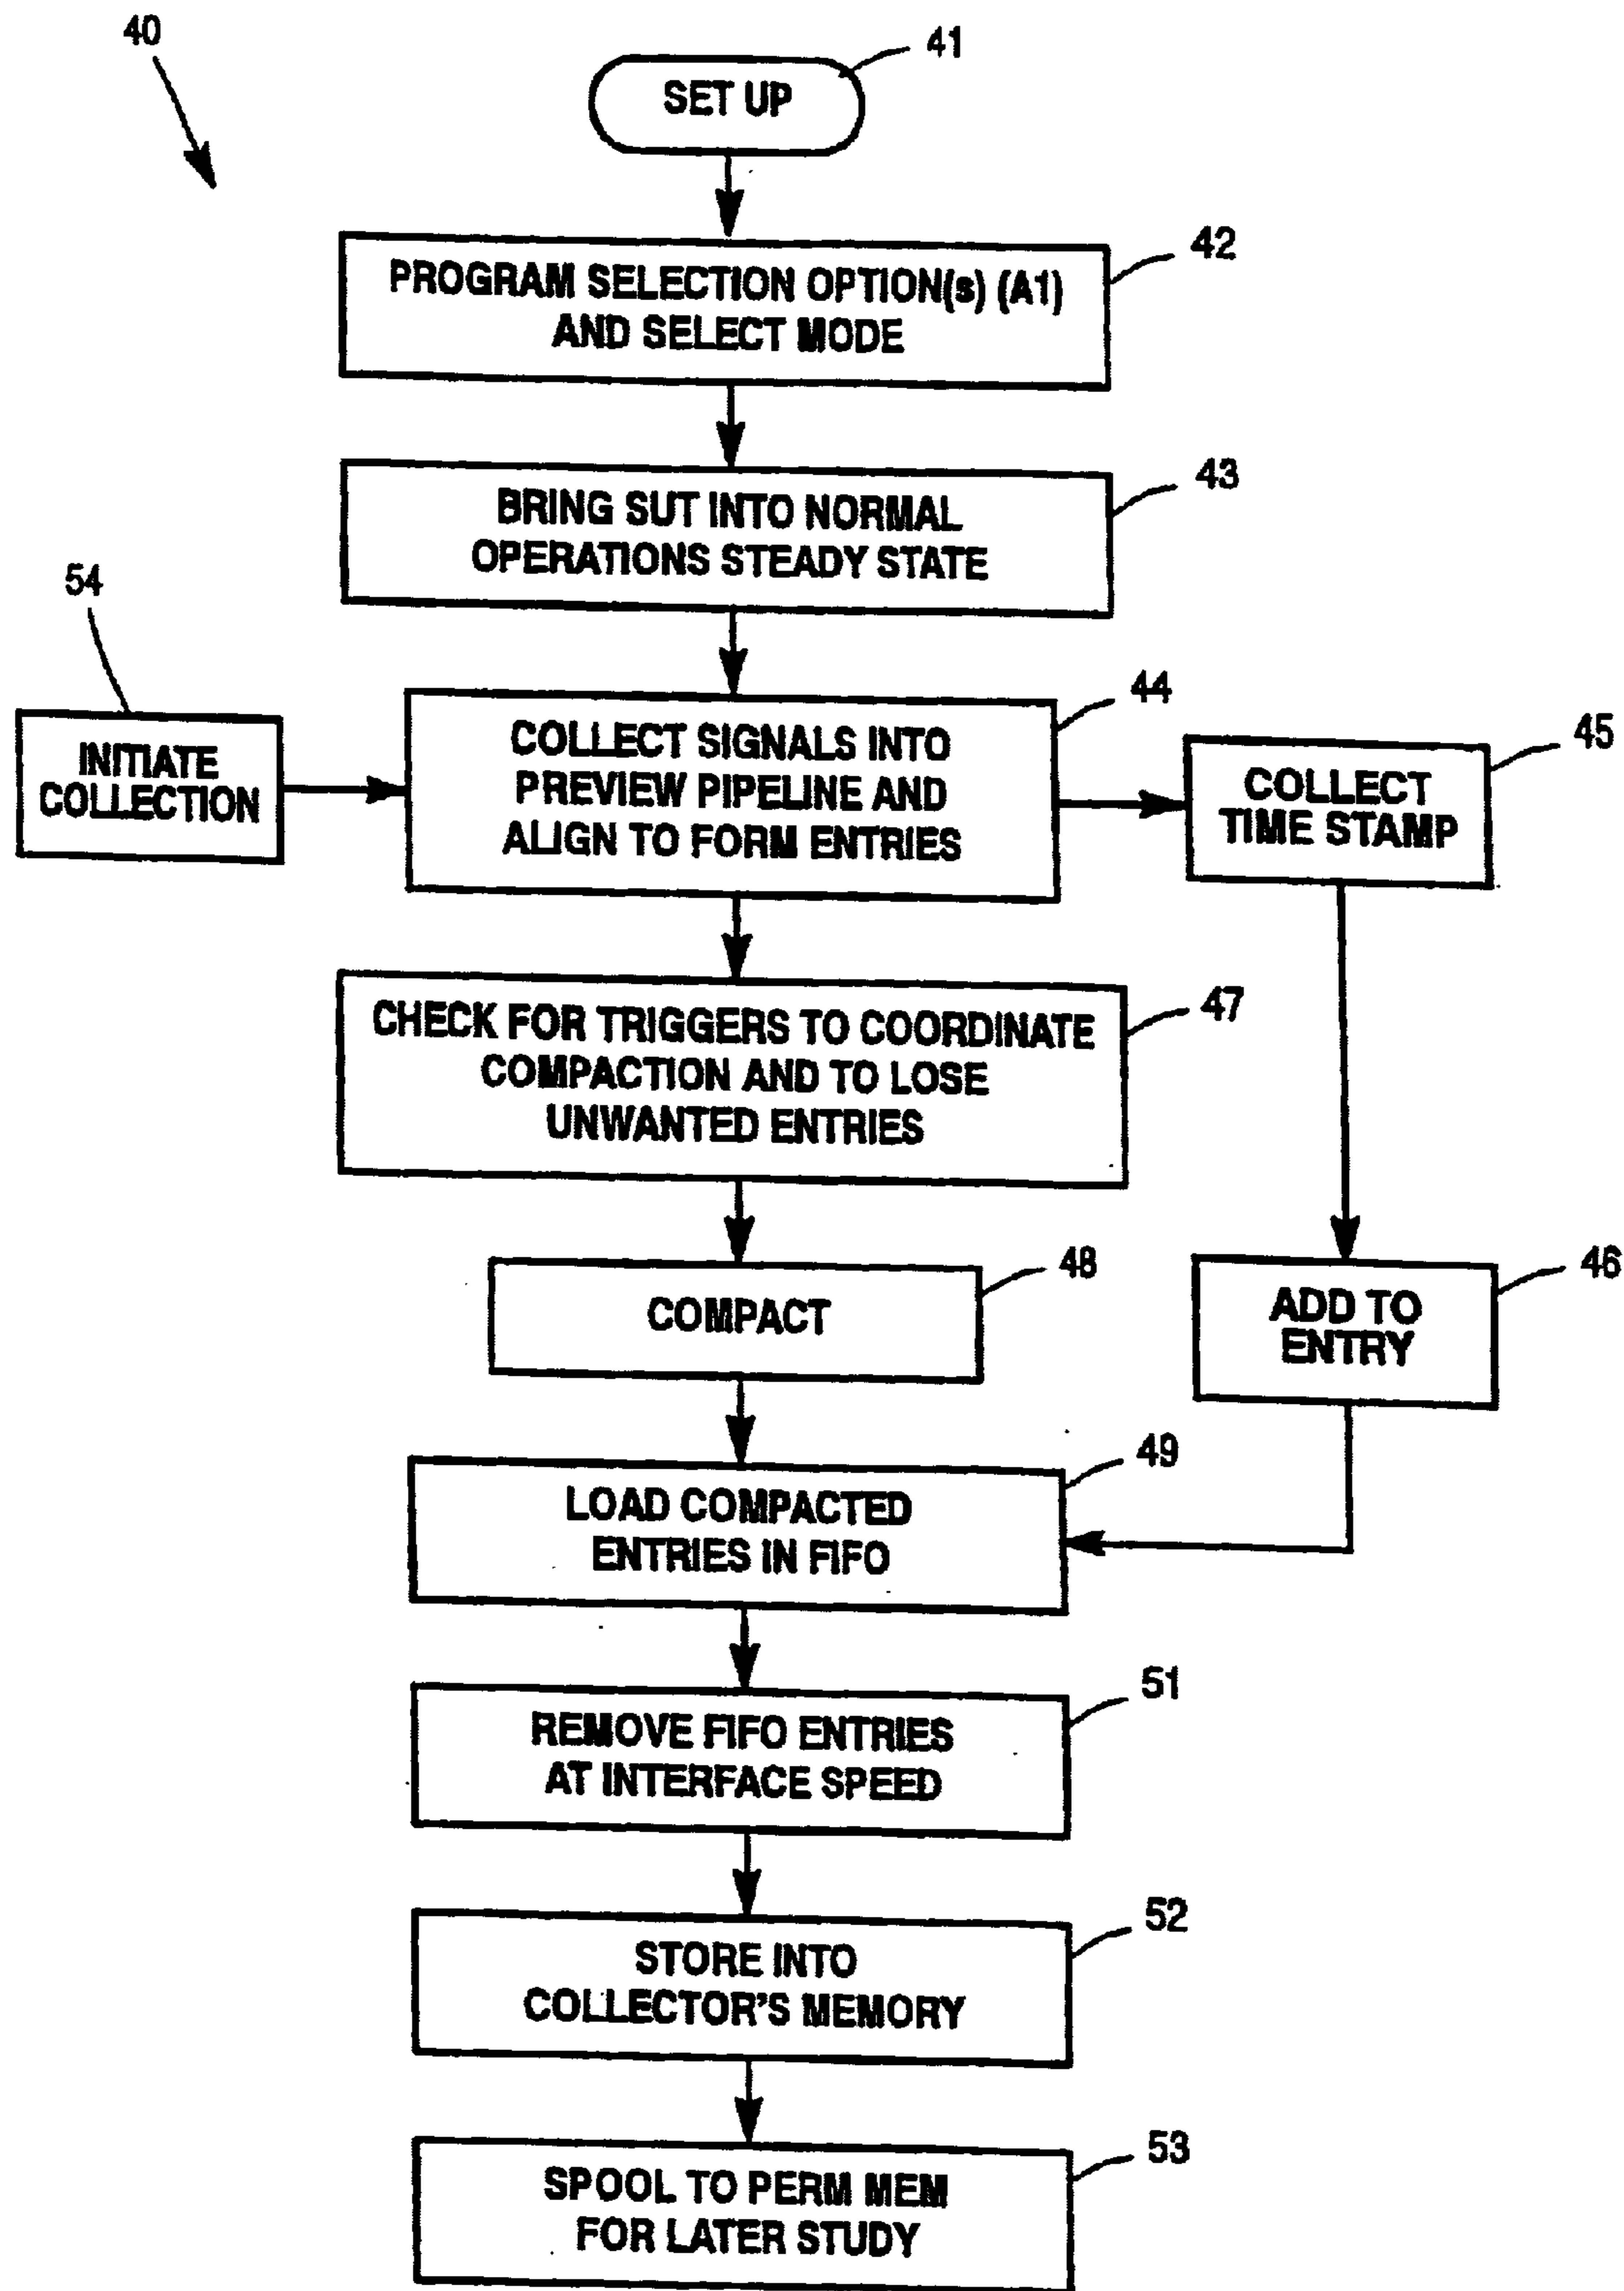 40
41
SET UP
42
PROGRAM SELECTION OPTION(s) (A1)
AND SELECT MODE
43
BRING SUT INTO NORMAL
OPERATIONS STEADY STATE
54
INITIATE
COLLECTION
44
COLLECT SIGNALS INTO
PREVIEW PIPELINE AND
ALIGN TO FORM ENTRIES
45
COLLECT
TIME STAMP
47
CHECK FOR TRIGGERS TO COORDINATE
COMPACTION AND TO LOSE
UNWANTED ENTRIES
48
COMPACT
46
ADD TO
ENTRY
49
LOAD COMPACTED
ENTRIES IN FIFO
51
REMOVE FIFO ENTRIES
AT INTERFACE SPEED
52
STORE INTO
COLLECTOR'S MEMORY
53
SPOOL TO PERM MEM
FOR LATER STUDY